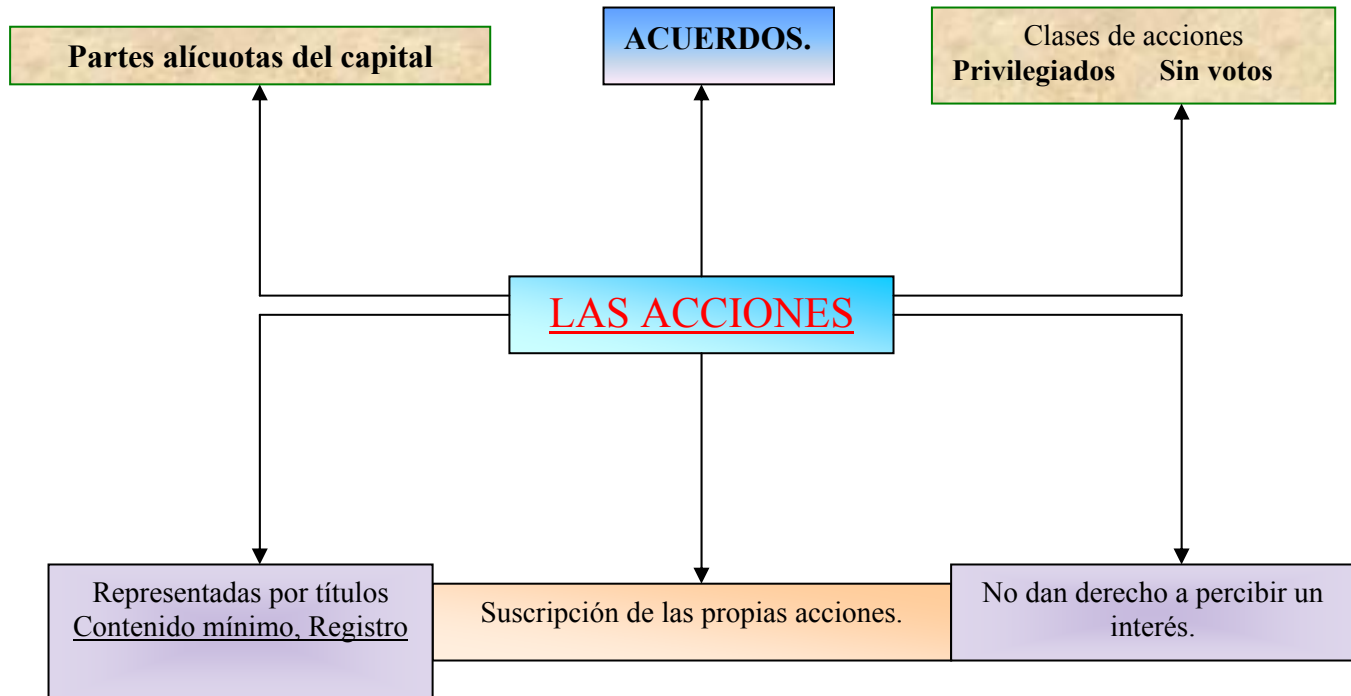 Partes alícuotas del capital
ACUERDOS.
Clases de acciones
Privilegiados Sin votos
LAS ACCIONES
Representadas por títulos
Contenido mínimo, Registro
Suscripción de las propias acciones.
No dan derecho a percibir un
interés.